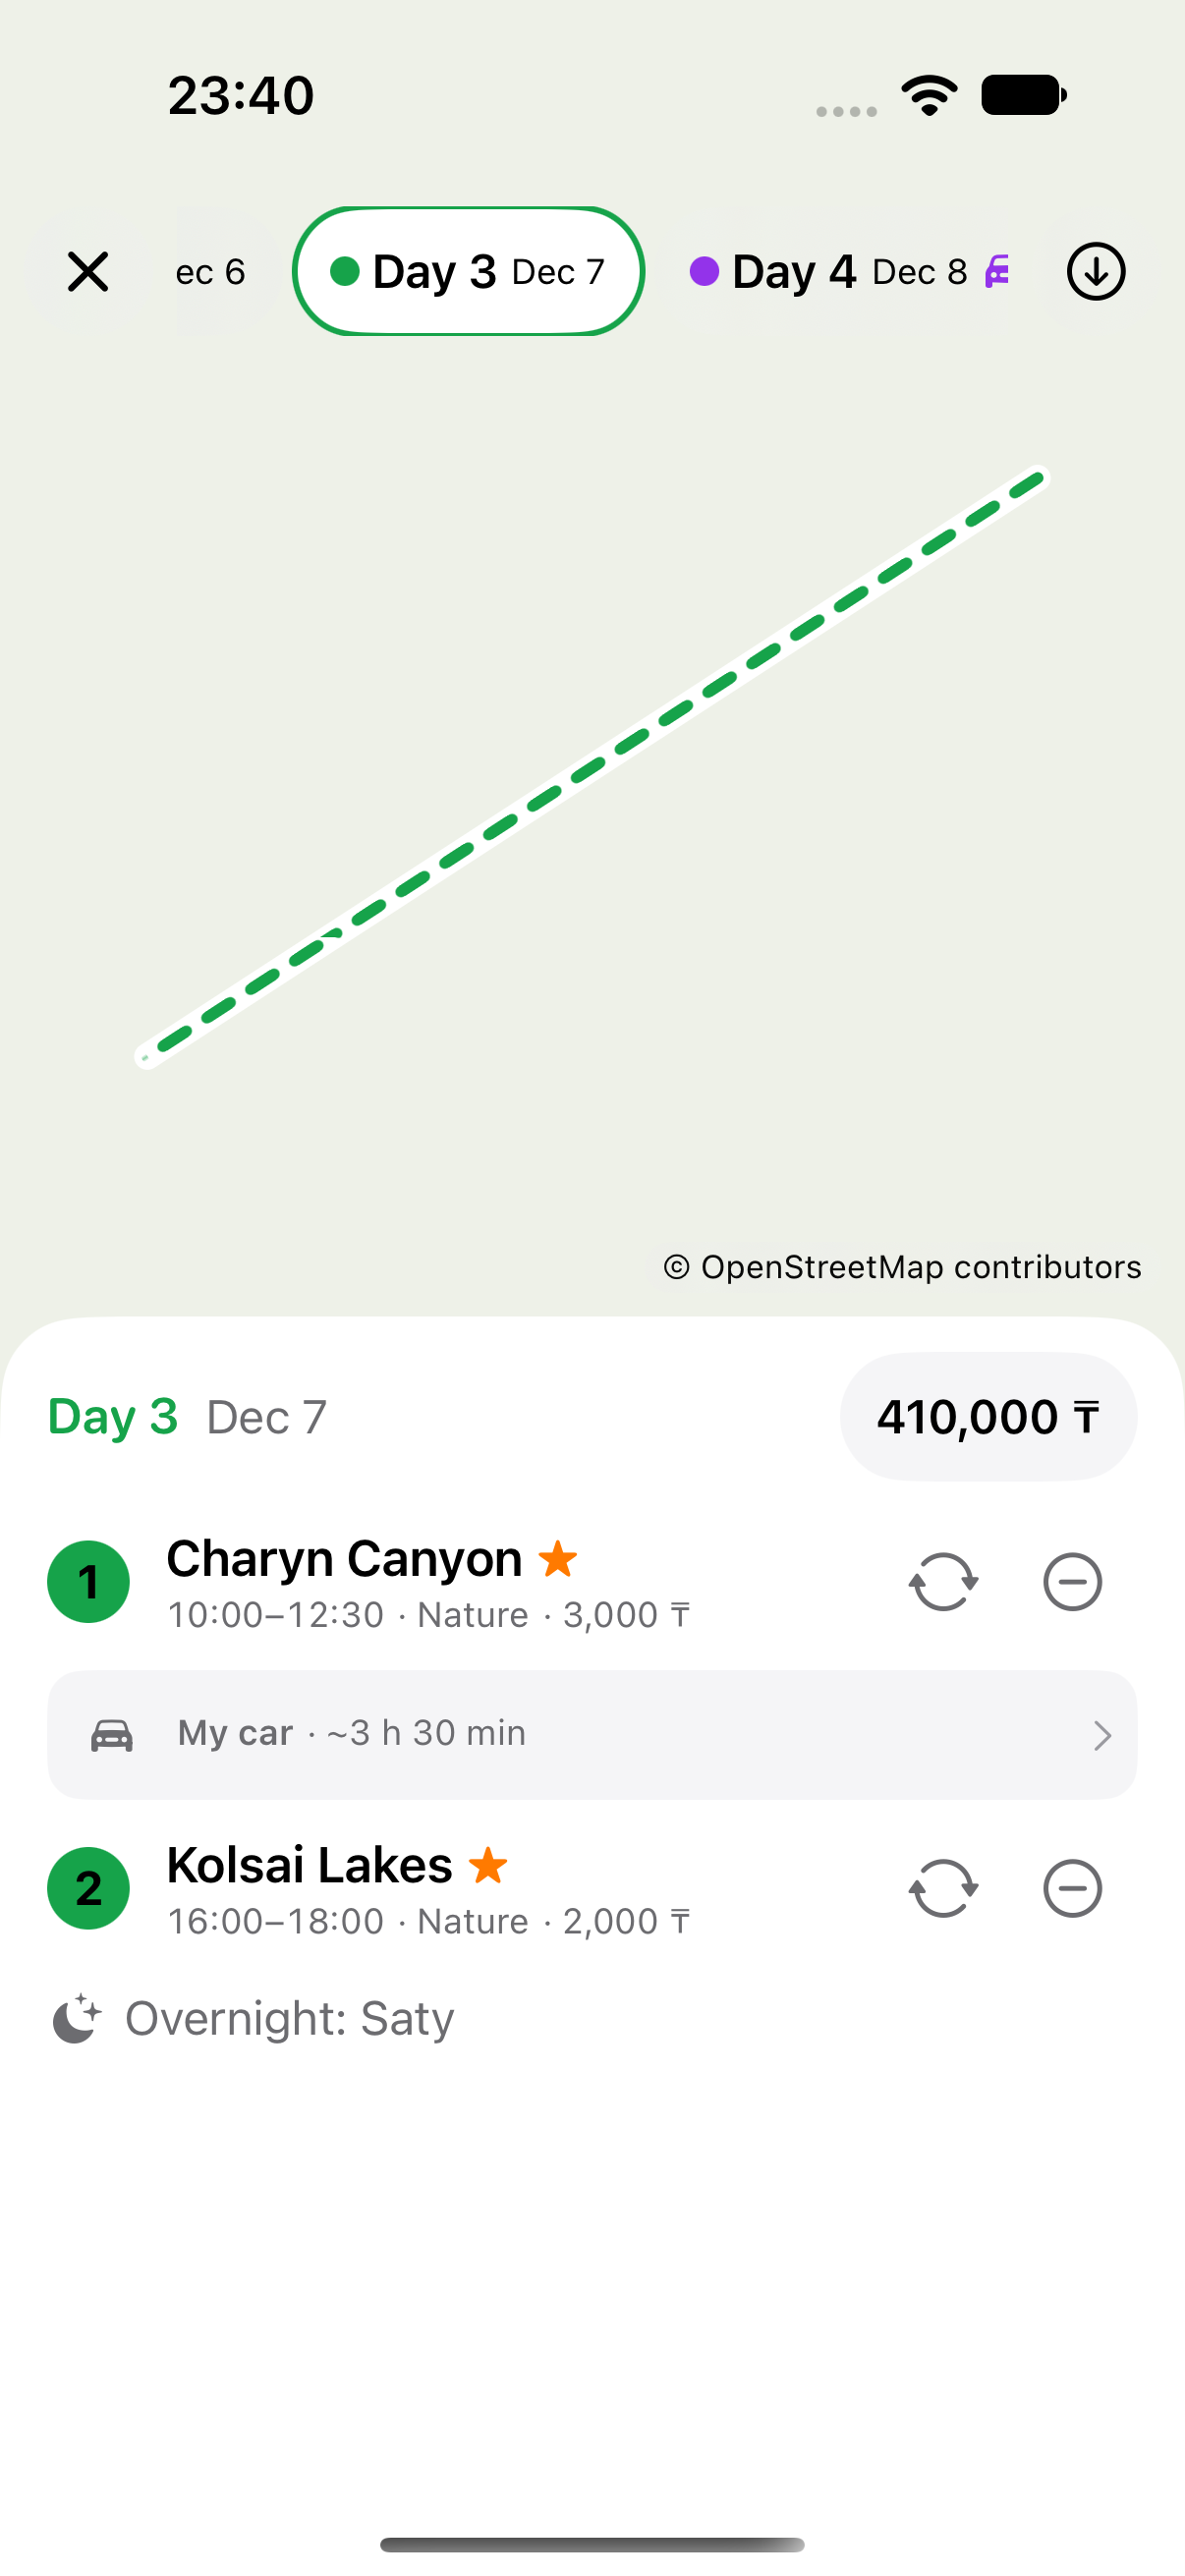 23:40
ec 6
Day 3 Dec 7
Day 4 Dec 8
© OpenStreetMap contributors
Day 3 Dec 7
410,000 ₸
1
Charyn Canyon
10:00–12:30 · Nature · 3,000 ₸
My car · ~3 h 30 min
2
Kolsai Lakes
16:00–18:00 · Nature · 2,000 ₸
Overnight: Saty